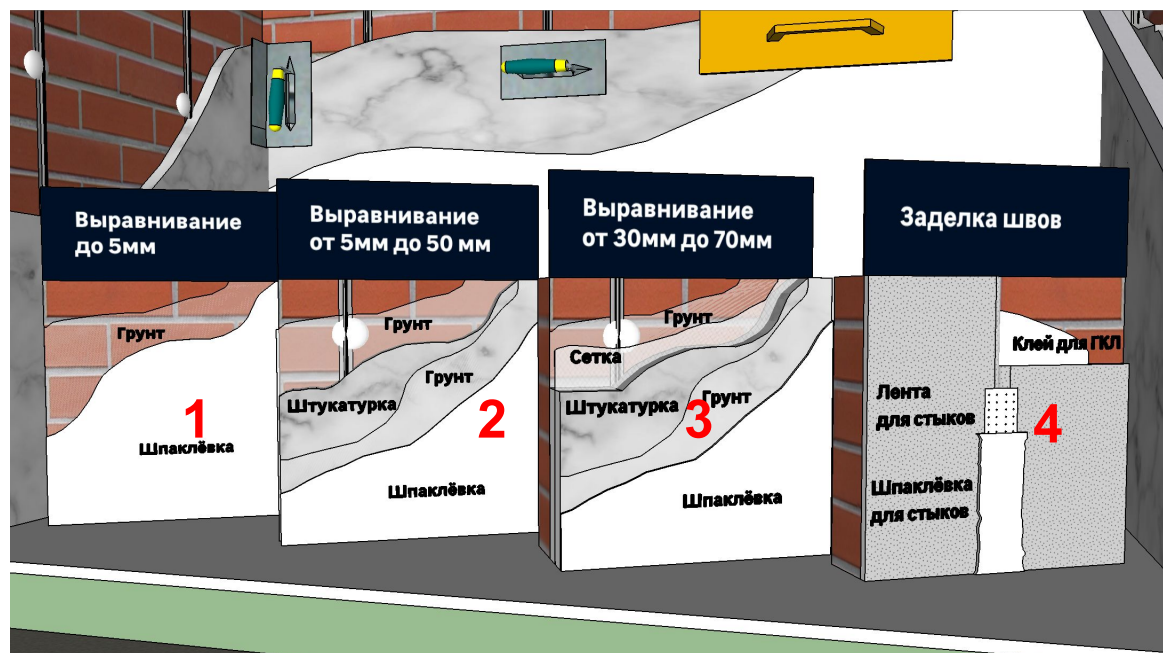 Выравнивание
до 5мм
Грунт
1
Шпаклёвка
Выравнивание
от 5мм до 50 мм
Грунт
Грунт
Штукатурка
2
Шпаклёвка
Выравнивание
от 30мм до 70мм
Грунт
Сетка
Штукатурка
Грунт
3
Шпаклёвка
Заделка швов
Клей для ГКЛ
Лента
для стыков
4
Шпаклёвка
для стыков